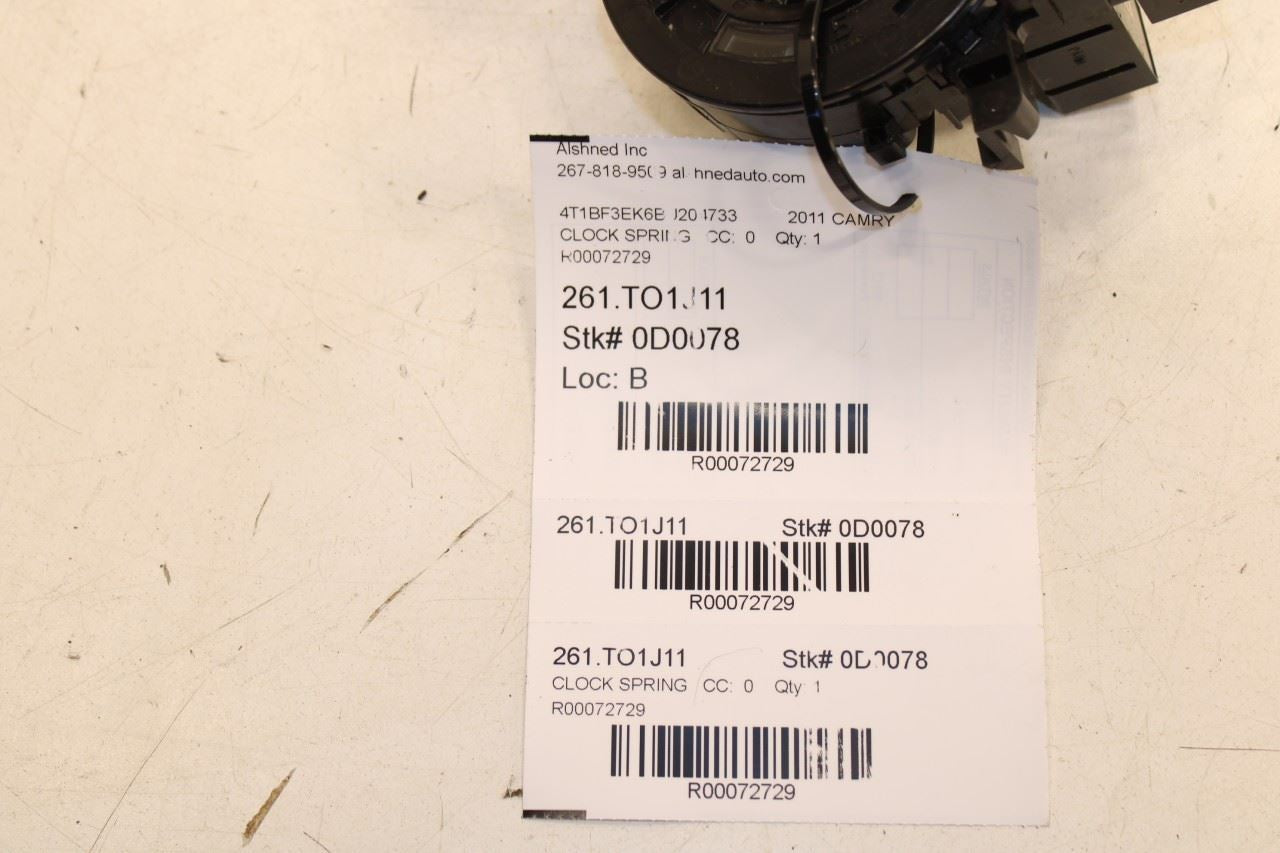 Alshned Inc
2011 CAMRY
CLOCK SPRING CC: 0 Qty: 1
R00072729
261.TO1J11
Stk# 0D0078
Loc: B
R00072729
261.TO1J11 Stk# 0D0078
R00072729
261.TO1J11 Stk# 0D0078
CLOCK SPRING CC: 0 Qty: 1
R00072729
R00072729